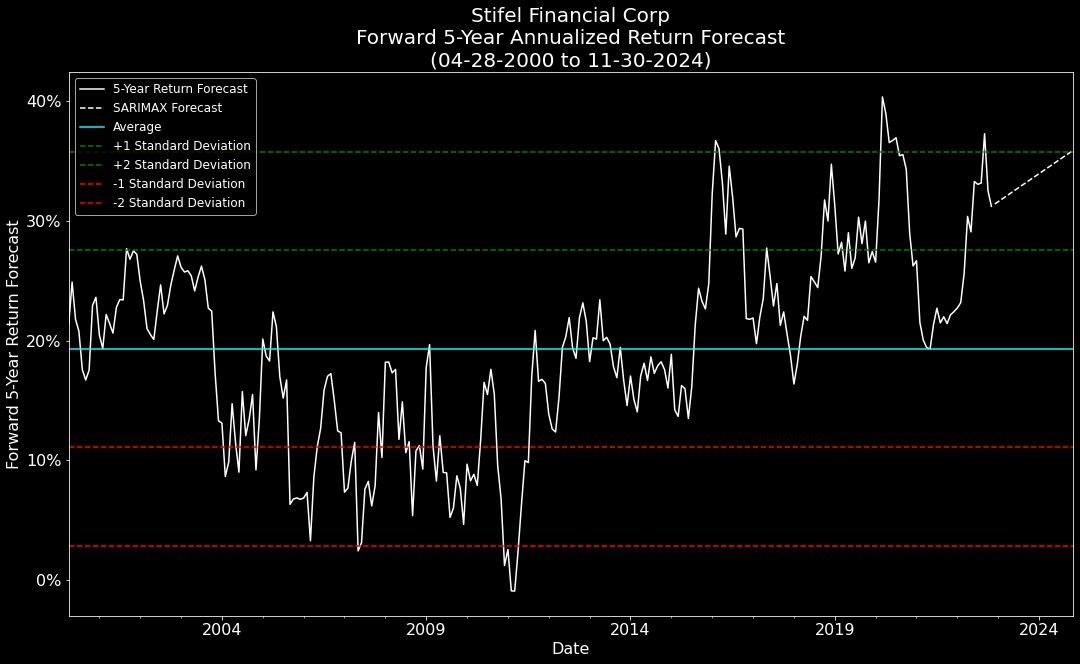 Stifel Financial Corp
Forward 5-Year Annualized Return Forecast
(04-28-2000 to 11-30-2024)
5-Year Return Forecast
SARIMAX Forecast
Average
+1 Standard Deviation
+2 Standard Deviation
-1 Standard Deviation
-2 Standard Deviation
Forward 5-Year Return Forecast
40%
30%
20%
10%
0%
2004
2009
2014
2019
2024
Date